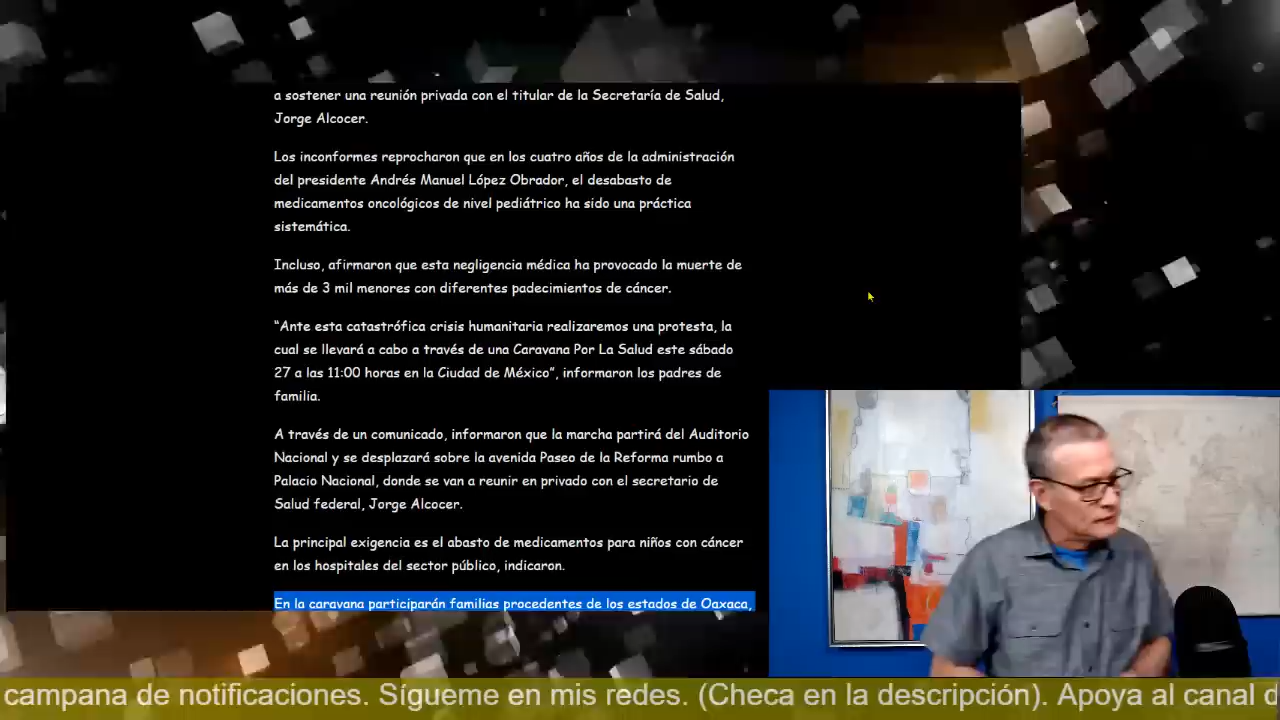 a sostener una reunión privada con el titular de la Secretaría de Salud,
Jorge Alcocer.
Los inconformes reprocharon que en los cuatro años de la administración
del presidente Andrés Manuel López Obrador, el desabasto de
medicamentos oncológicos de nivel pediátrico ha sido una práctica
sistemática.
Incluso, afirmaron que esta negligencia médica ha provocado la muerte de
más de 3 mil menores con diferentes padecimientos de cáncer.
“Ante esta catastrófica crisis humanitaria realizaremos una protesta, la
cual se llevará a cabo a través de una Caravana Por La Salud este sábado
27 a las 11:00 horas en la Ciudad de México”, informaron los padres de
familia.
A través de un comunicado, informaron que la marcha partirá del Auditorio
Nacional y se desplazará sobre la avenida Paseo de la Reforma rumbo a
Palacio Nacional, donde se van a reunir en privado con el secretario de
Salud federal, Jorge Alcocer.
La principal exigencia es el abasto de medicamentos para niños con cáncer
en los hospitales del sector público, indicaron.
En la caravana participarán familias procedentes de los estados de Oaxaca,
campana de notificaciones. Sígueme en mis redes. (Checa en la descripción). Apoya al canal d